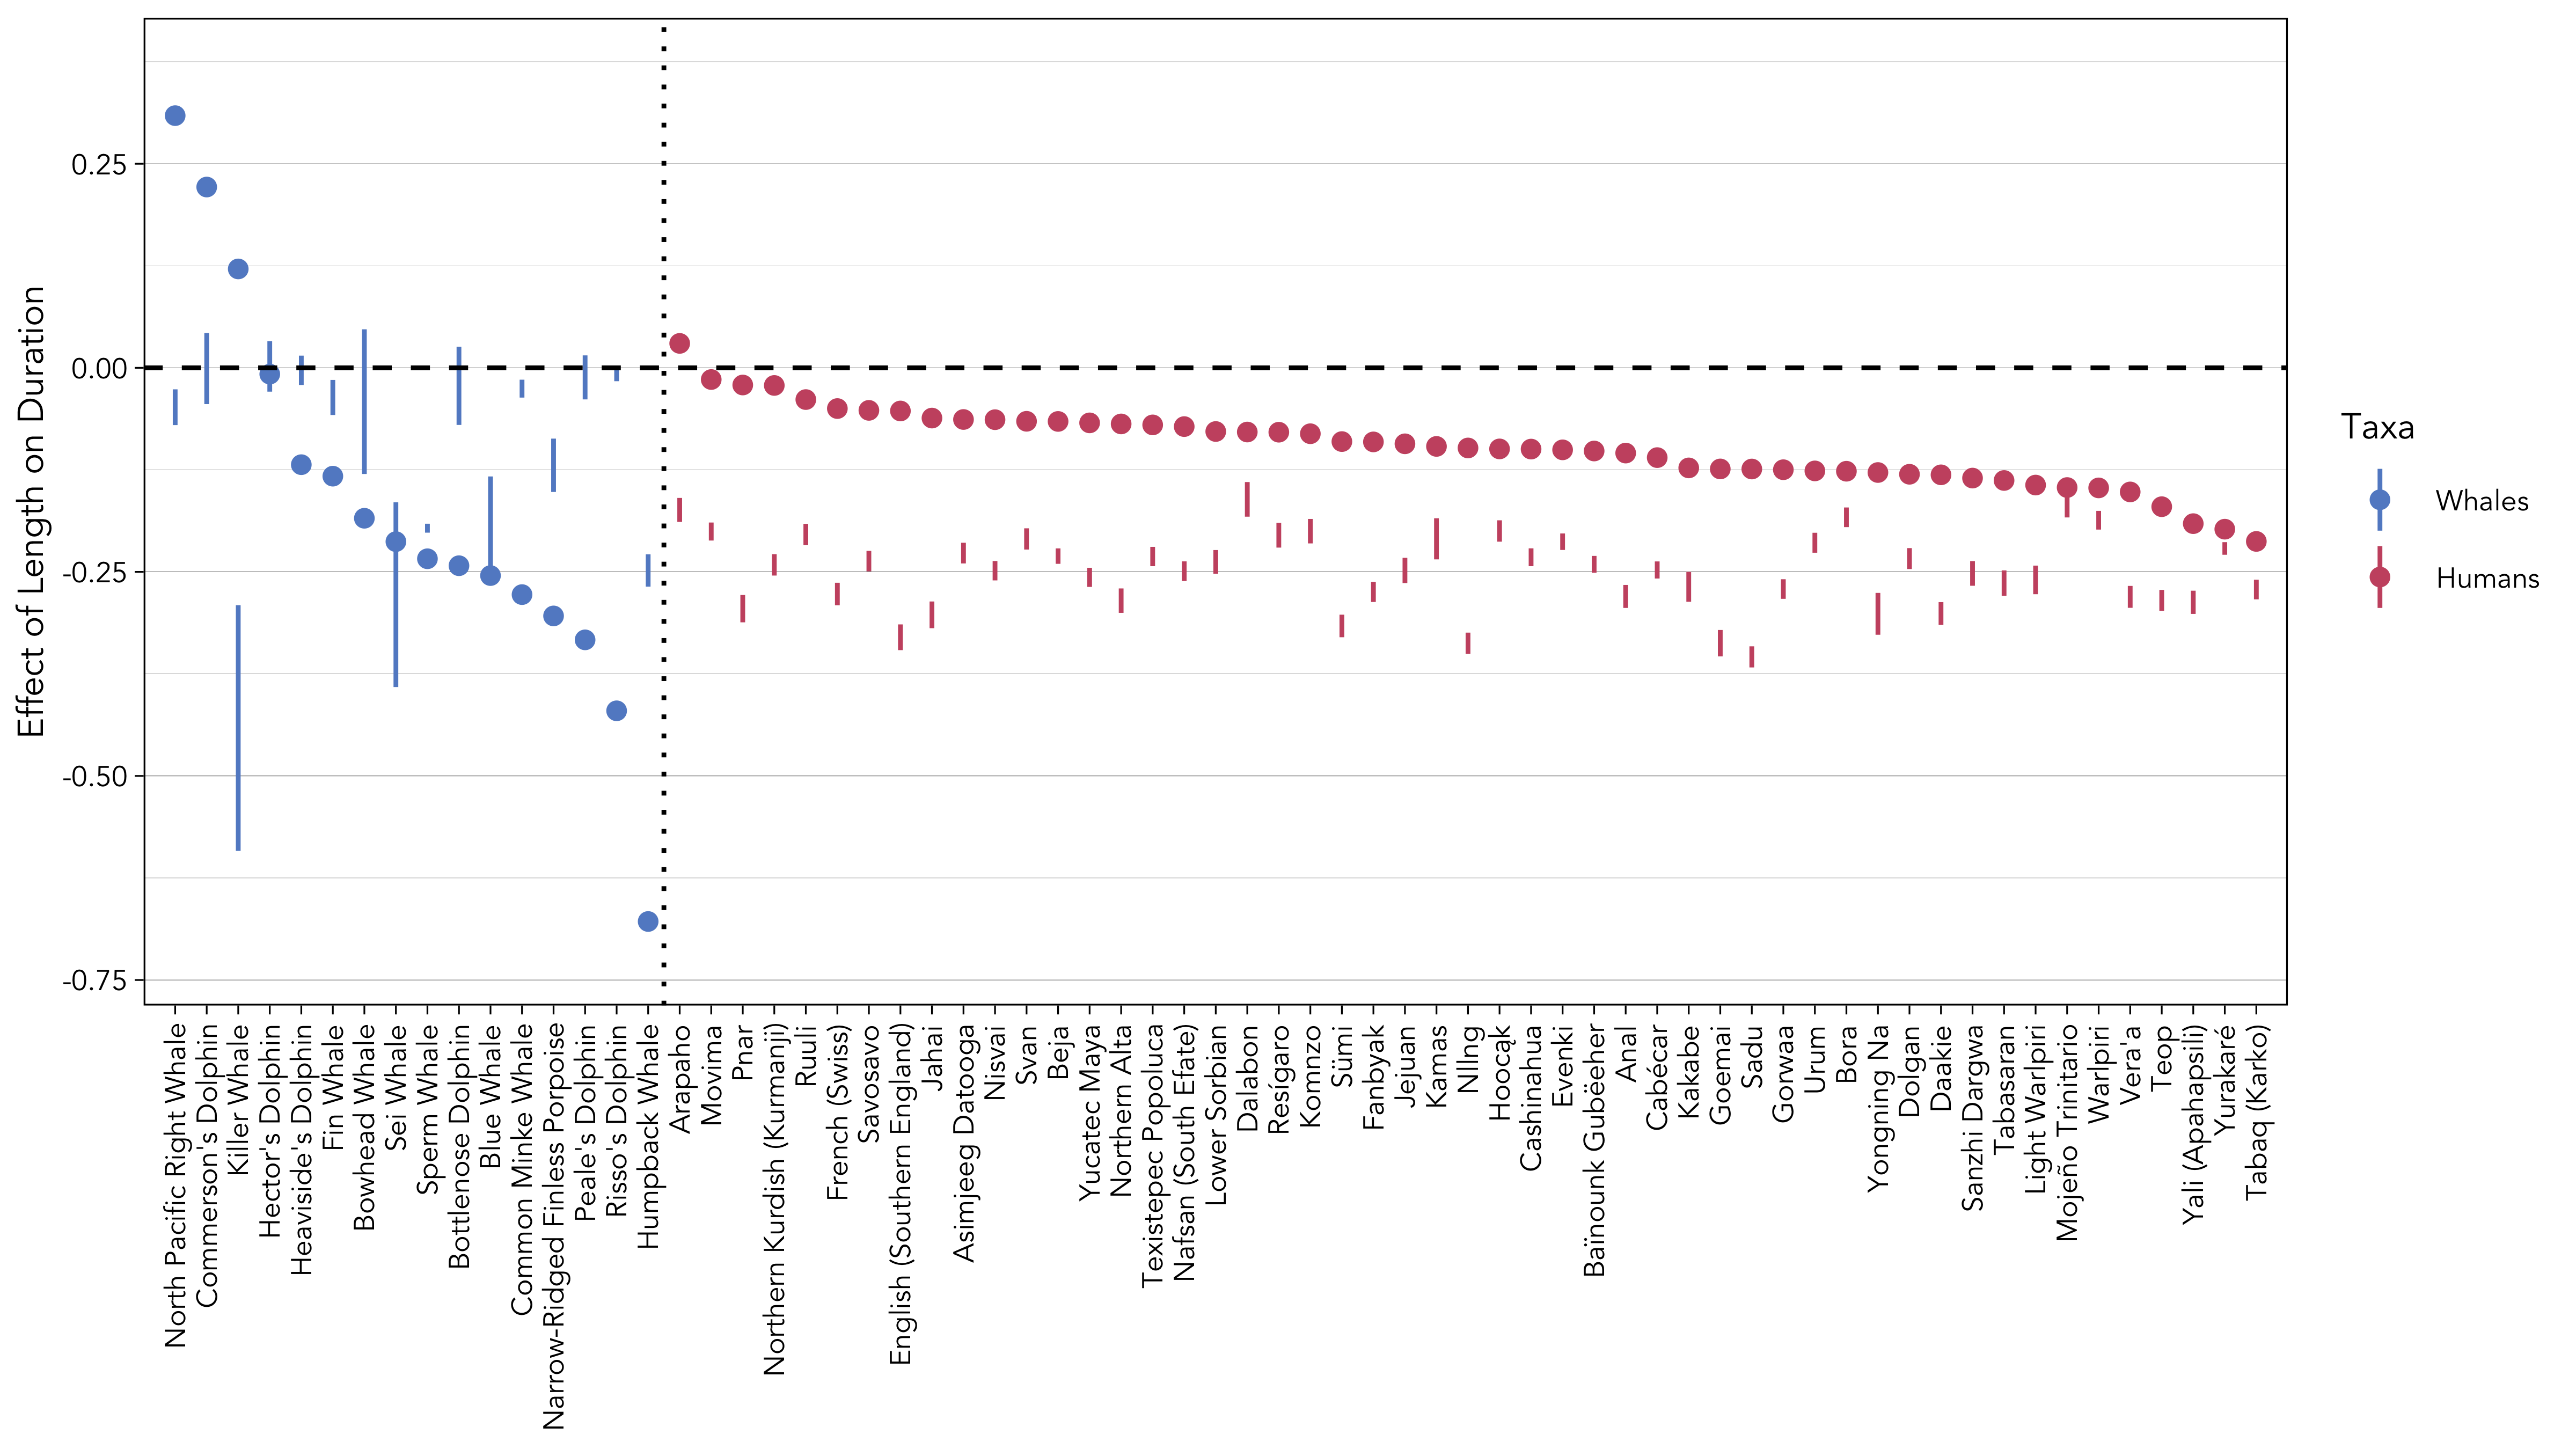 Effect of Length on Duration
0.25
0.00
-0.25
-0.50
-0.75
North Pacific Right Whale
Commerson's Dolphin
Killer Whale
Hector's Dolphin
Heaviside's Dolphin
Fin Whale
Bowhead Whale
Sei Whale
Sperm Whale
Bottlenose Dolphin
Blue Whale
Common Minke Whale
Narrow-Ridged Finless Porpoise
Peale's Dolphin
Risso's Dolphin
Humpback Whale
Arapaho
Movima
Pnar
Northern Kurdish (Kurmanji)
Ruuli
French (Swiss)
Savosavo
English (Southern England)
Jahai
Asimjeeg Datooga
Nisvai
Svan
Beja
Yucatec Maya
Northern Alta
Texistepec Popoluca
Nafsan (South Efate)
Lower Sorbian
Dalabon
Resígaro
Komnzo
Sümi
Fanbyak
Jejuan
Kamas
Nllng
Hoocąk
Cashinahua
Evenki
Baïnounk Gubëeher
Anal
Cabécar
Kakabe
Goemai
Sadu
Gorwaa
Urum
Bora
Yongning Na
Dolgan
Daakie
Sanzhi Dargwa
Tabasaran
Light Warlpiri
Mojeño Trinitario
Warlpiri
Vera'a
Teop
Yali (Apahapsili)
Yurakaré
Tabaq (Karko)
Taxa
Whales
Humans